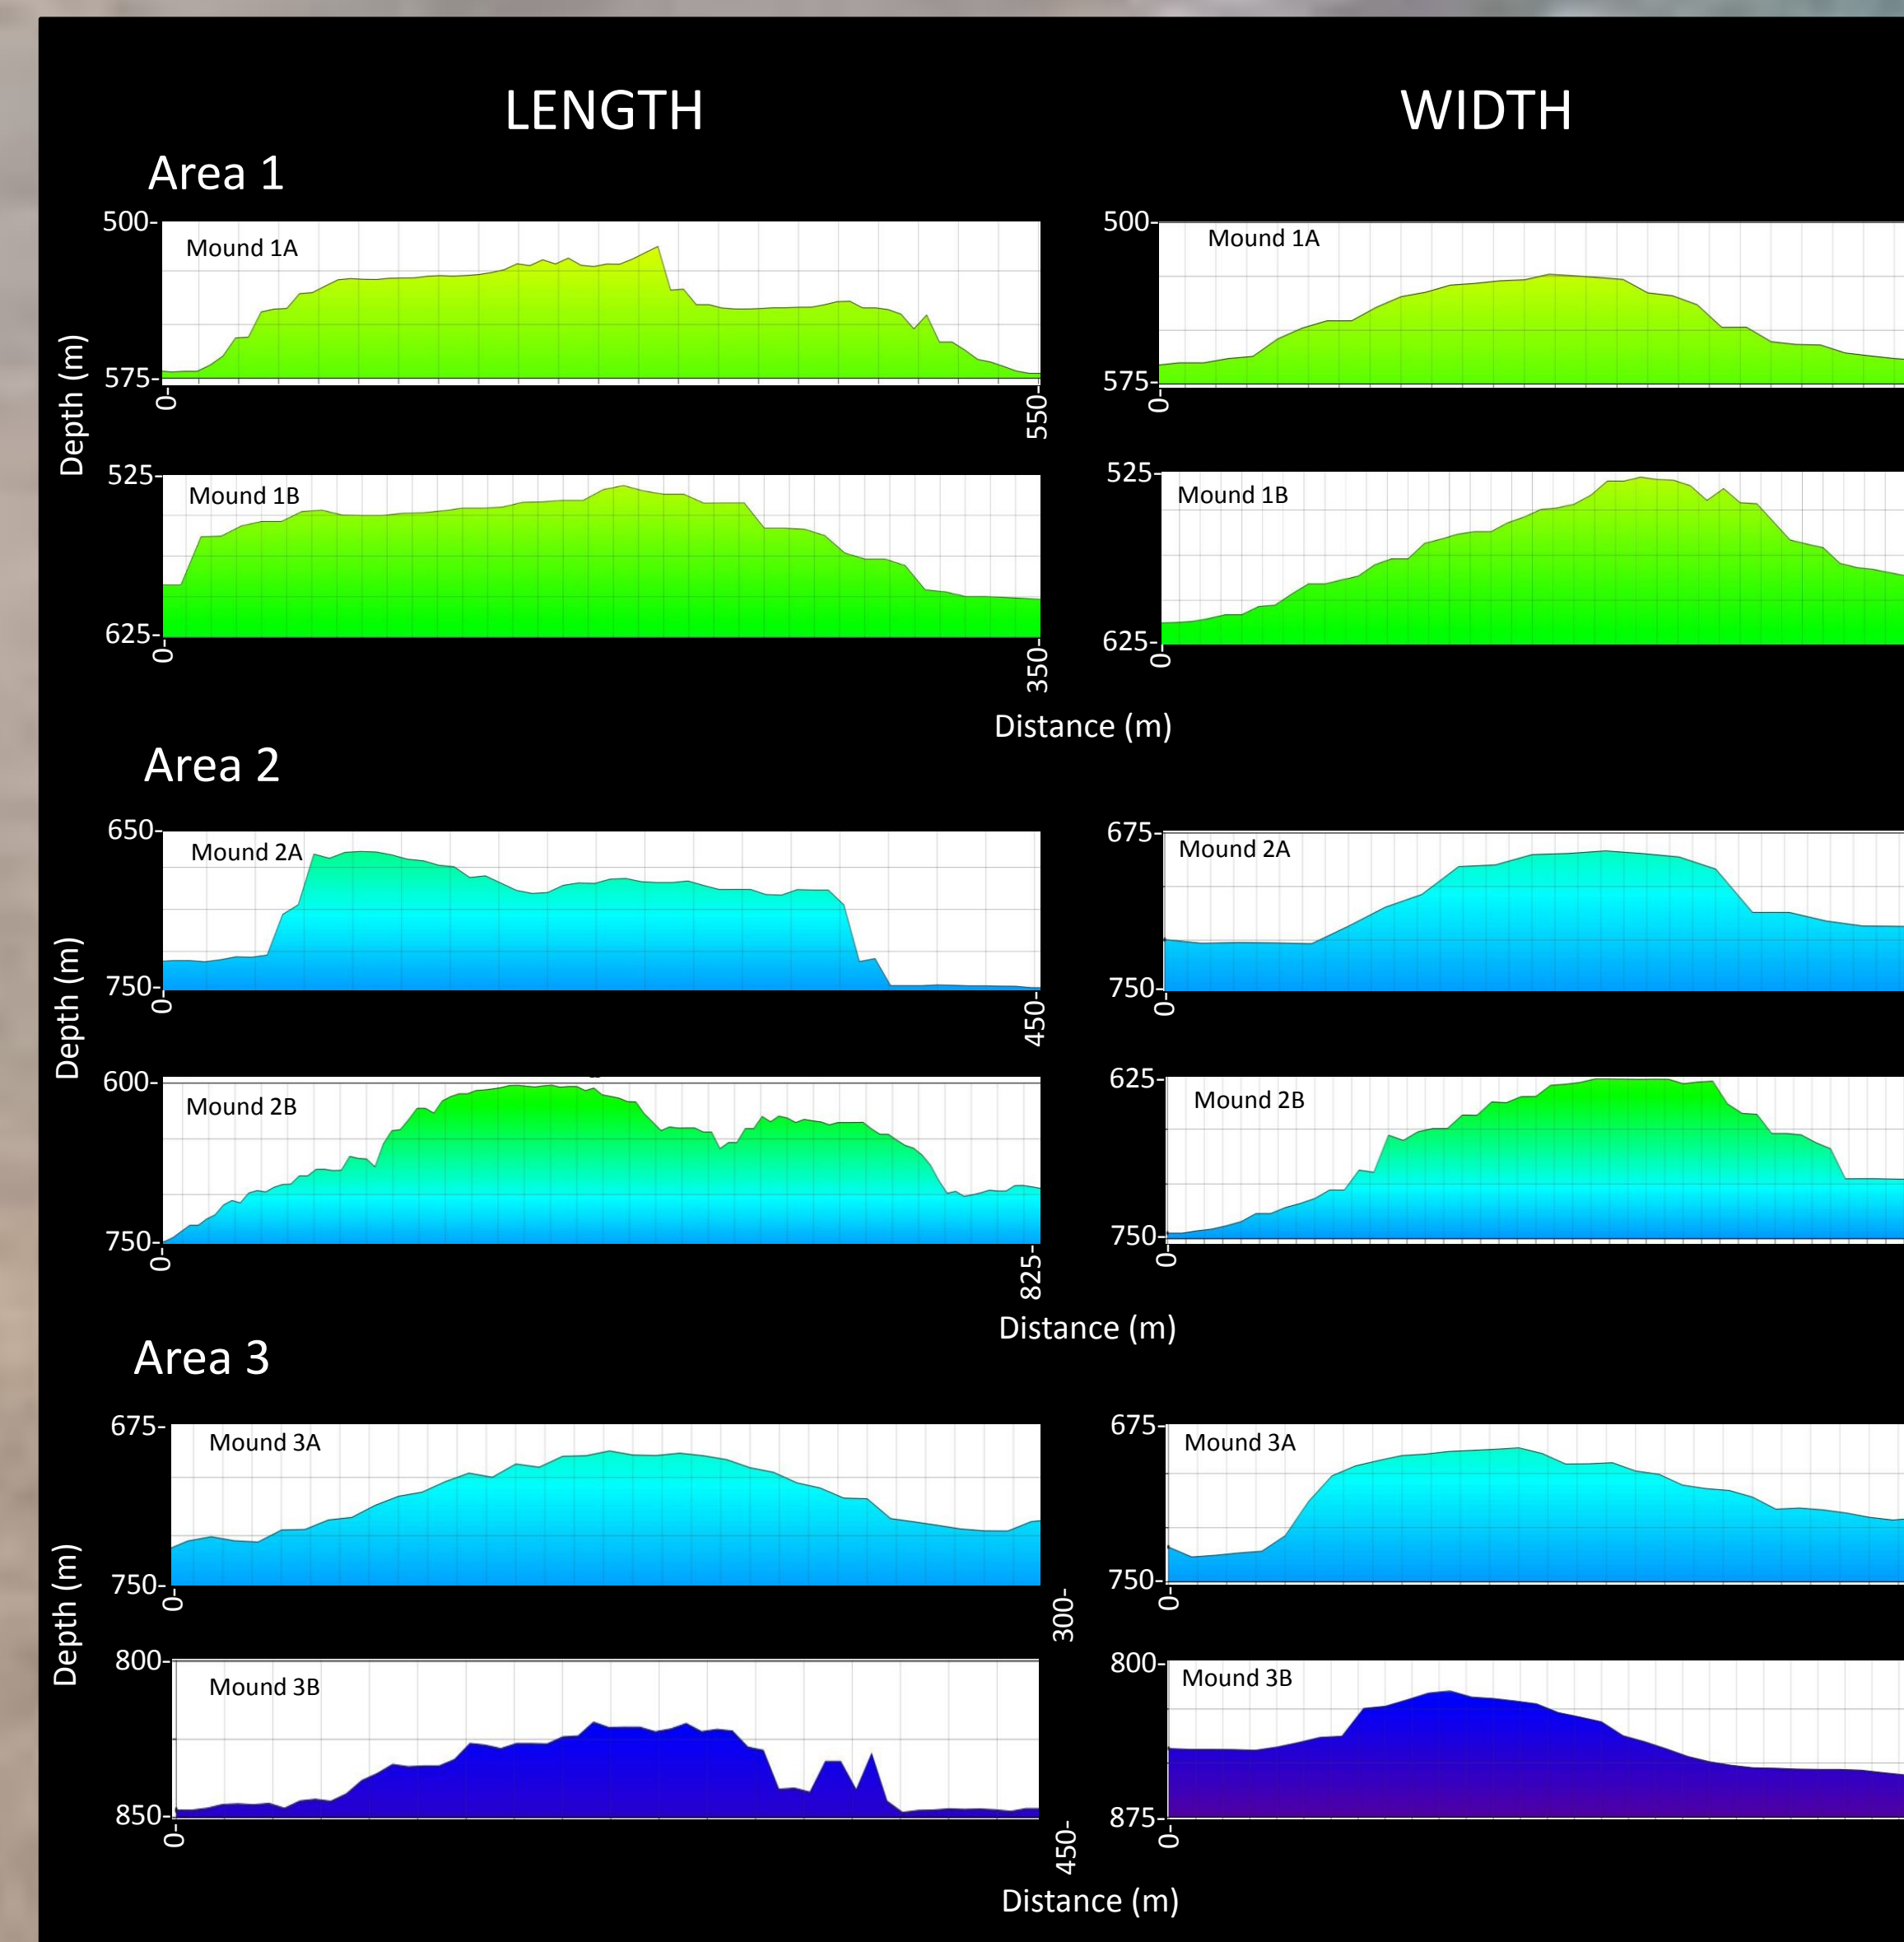 LENGTH
WIDTH
Area 1
Depth (m)
500-
Mound 1A
575-
0-
550-
500-
Mound 1A
575-
0-
525-
Mound 1B
625-
0-
350-
525-
Mound 1B
625-
0-
Distance (m)
Area 2
Depth (m)
650-
Mound 2A
750-
0-
450-
675-
Mound 2A
750-
0-
600-
Mound 2B
750-
0-
825-
625-
Mound 2B
750-
0-
Distance (m)
Area 3
Depth (m)
675-
Mound 3A
750-
0-
300-
675-
Mound 3A
750-
0-
800-
Mound 3B
850-
0-
450-
800-
Mound 3B
875-
0-
Distance (m)